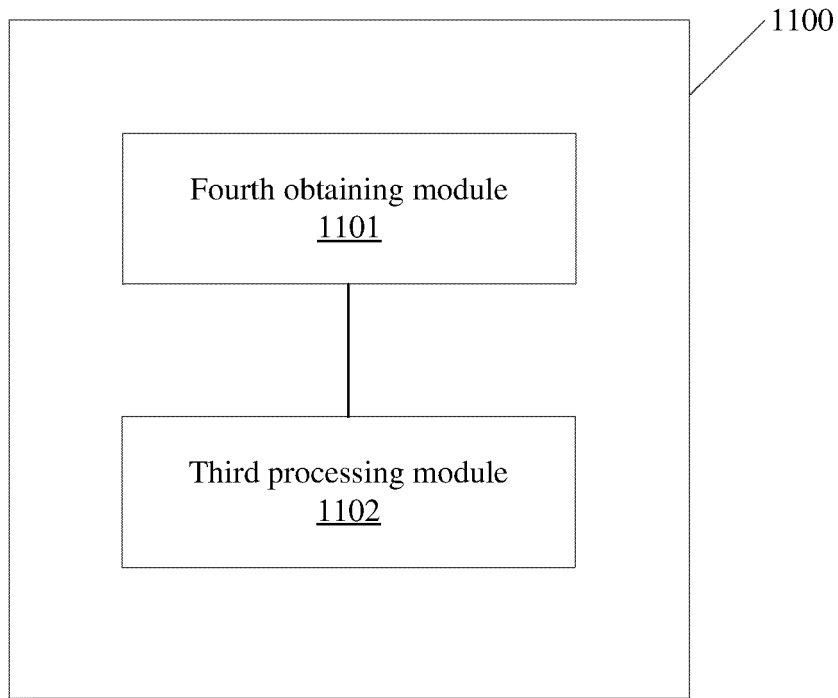 1100
Fourth obtaining module
1101
Third processing module
1102